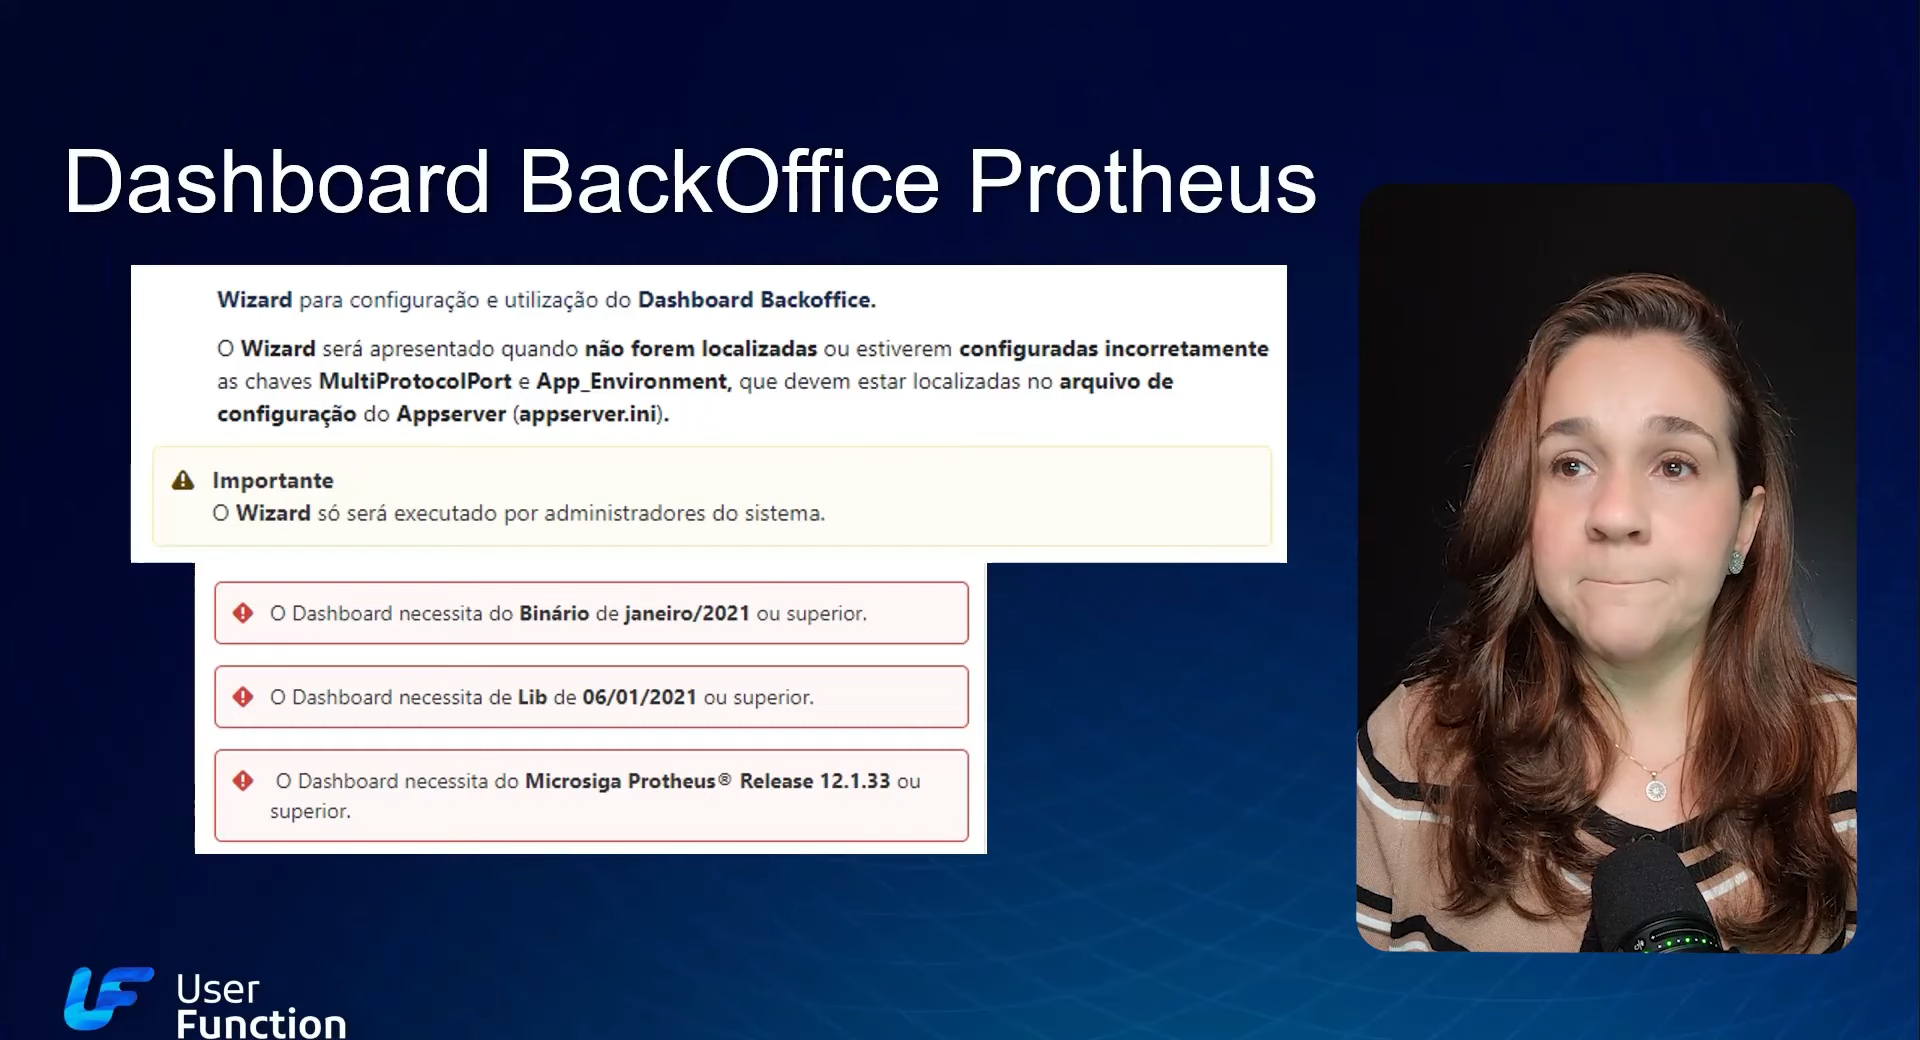 Dashboard BackOffice Protheus
Wizard para configuração e utilização do Dashboard Backoffice.
O Wizard será apresentado quando não forem localizadas ou estiverem configuradas incorretamente
as chaves MultiProtocolPort e App_Environment, que devem estar localizadas no arquivo de
configuração do Appserver (appserver.ini).
Importante
O Wizard só será executado por administradores do sistema.
O Dashboard necessita do Binário de janeiro/2021 ou superior.
O Dashboard necessita de Lib de 06/01/2021 ou superior.
O Dashboard necessita do Microsiga Protheus® Release 12.1.33 ou
superior.
UF
User
Function